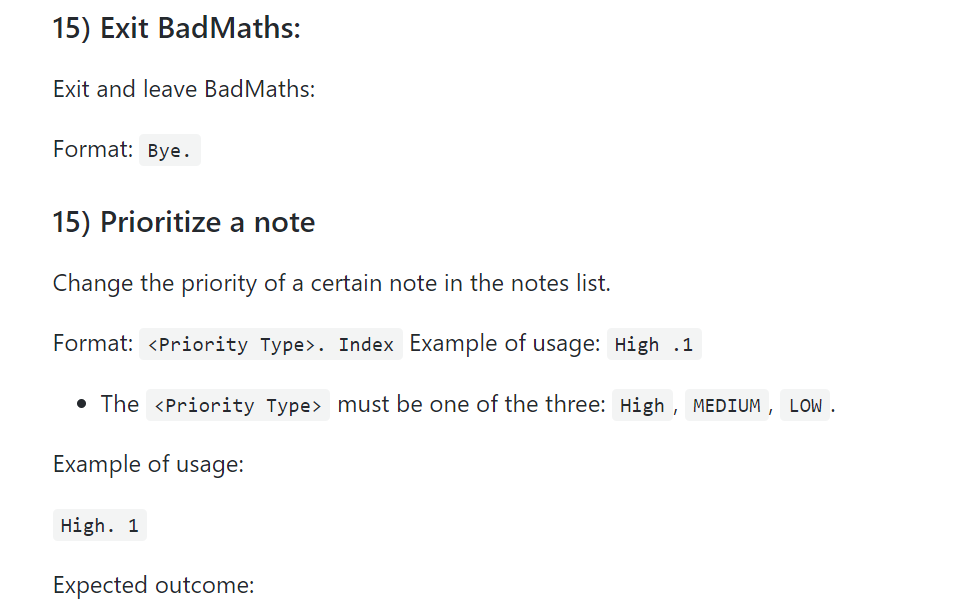 15) Exit BadMaths:
Exit and leave BadMaths:
Format: Bye.
15) Prioritize a note
Change the priority of a certain note in the notes list.
Format: <Priority Type>. Index Example of usage: High .1
• The <Priority Type> must be one of the three: High, MEDIUM, LOW.
Example of usage:
High. 1
Expected outcome: